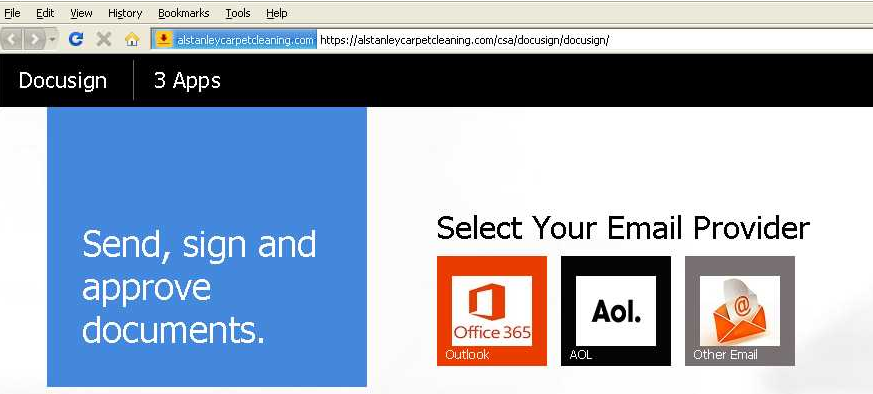 File Edit View History Bookmarks Tools Help
alstanleycarpetcleaning.com https://alstanleycarpetcleaning.com/csa/docusign/docusign/
Docusign 3 Apps
Send, sign and
approve
documents.
Select Your Email Provider
Office 365
Outlook
Aol.
AOL
@
Other Email